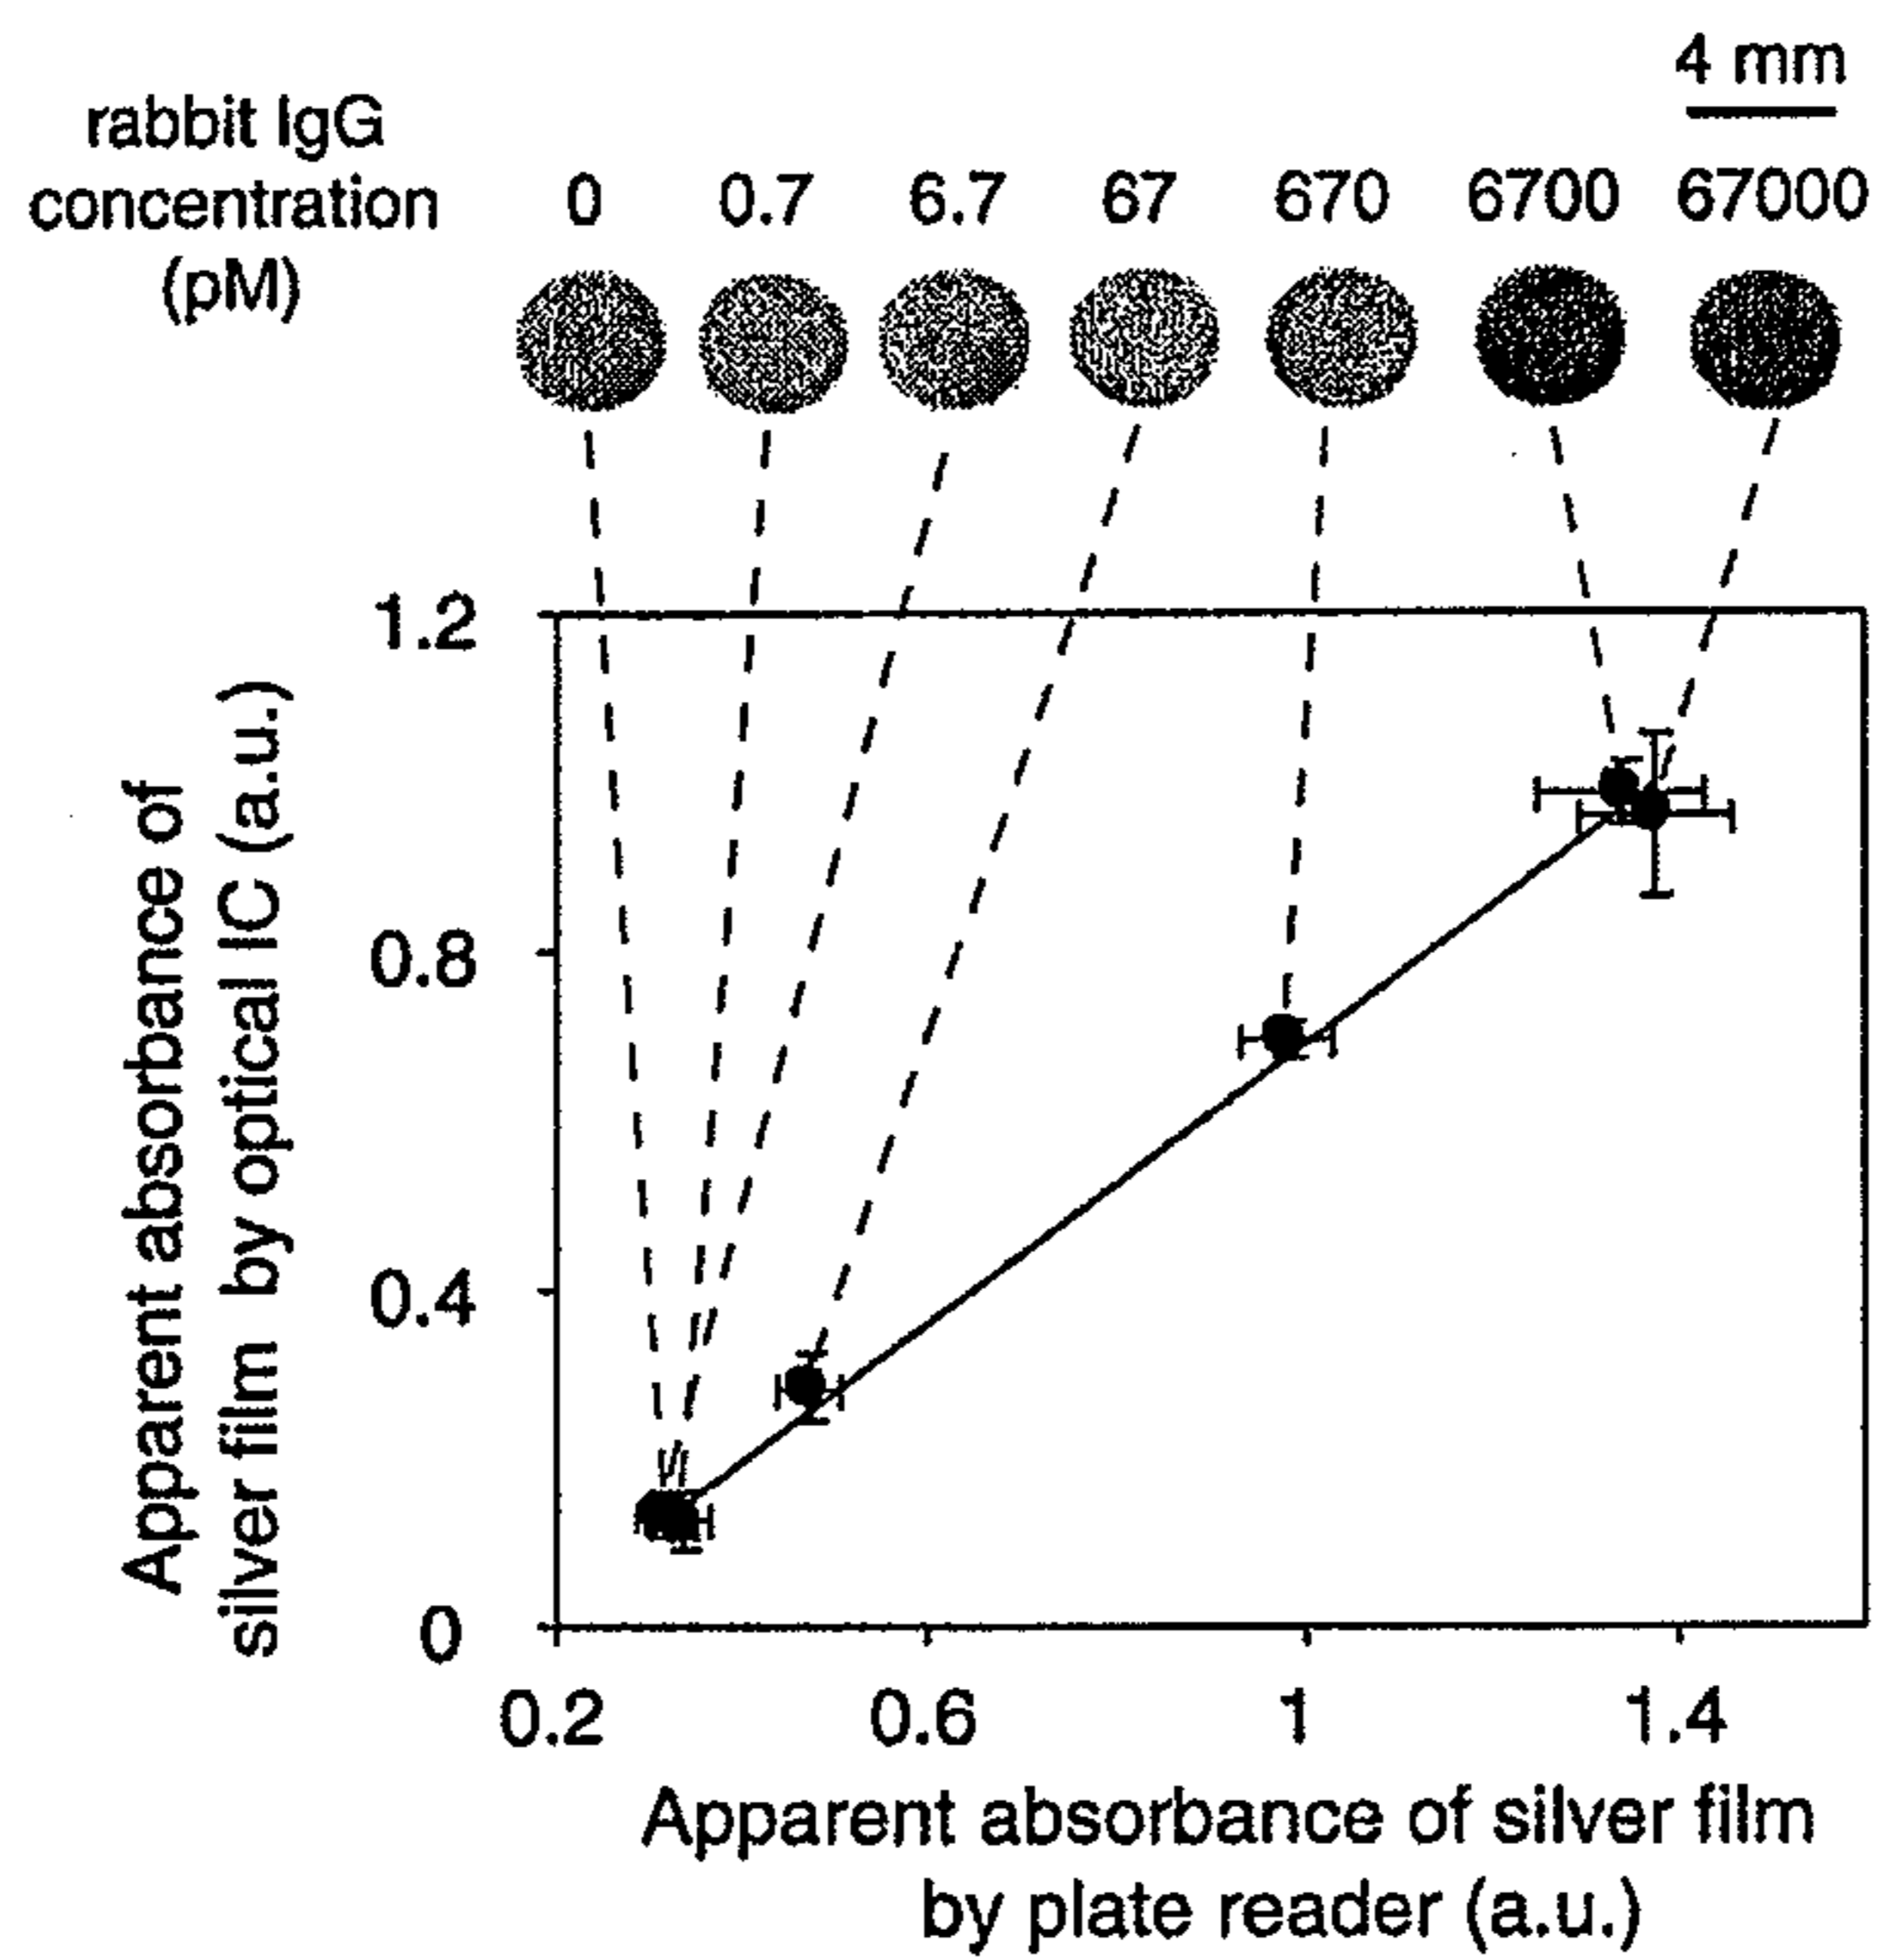 4 mm
rabbit IgG
concentration
(pM)
0 0.7 6.7 67 670 6700 67000
1.2
0.8
0.4
0
Apparent absorbance of
silver film by optical IC (a.u.)
0.2 0.6 1 1.4
Apparent absorbance of silver film
by plate reader (a.u.)